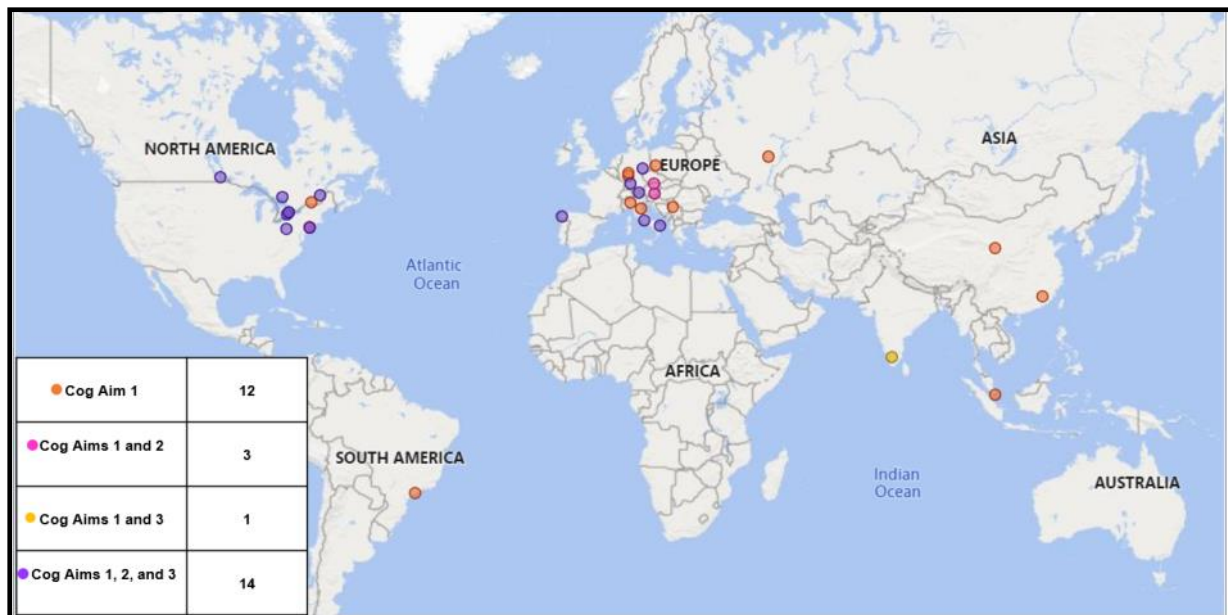 NORTH AMERICA
ASIA
EUROPE
Atlantic
Ocean
AFRICA
SOUTH AMERICA
Indian
Ocean
AUSTRALIA
Cog Aim 1 12
Cog Aims 1 and 2 3
Cog Aims 1 and 3 1
Cog Aims 1, 2, and 3 14